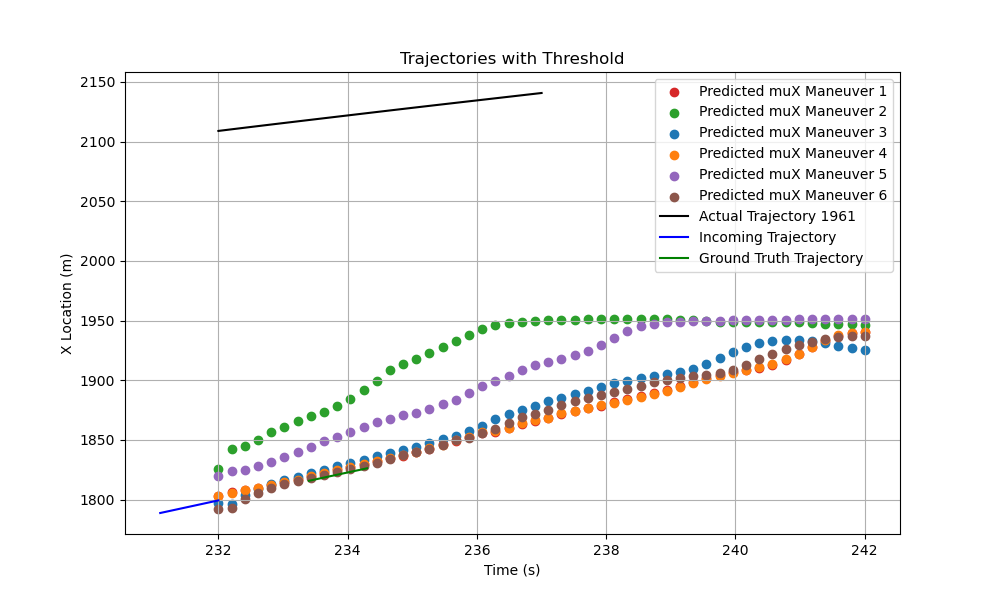 Trajectories with Threshold
2150
2100
2050
2000
1950
1900
1850
1800
X Location (m)
Predicted muX Maneuver 1
Predicted muX Maneuver 2
Predicted muX Maneuver 3
Predicted muX Maneuver 4
Predicted muX Maneuver 5
Predicted muX Maneuver 6
Actual Trajectory 1961
Incoming Trajectory
Ground Truth Trajectory
232 234 236 238 240 242
Time (s)